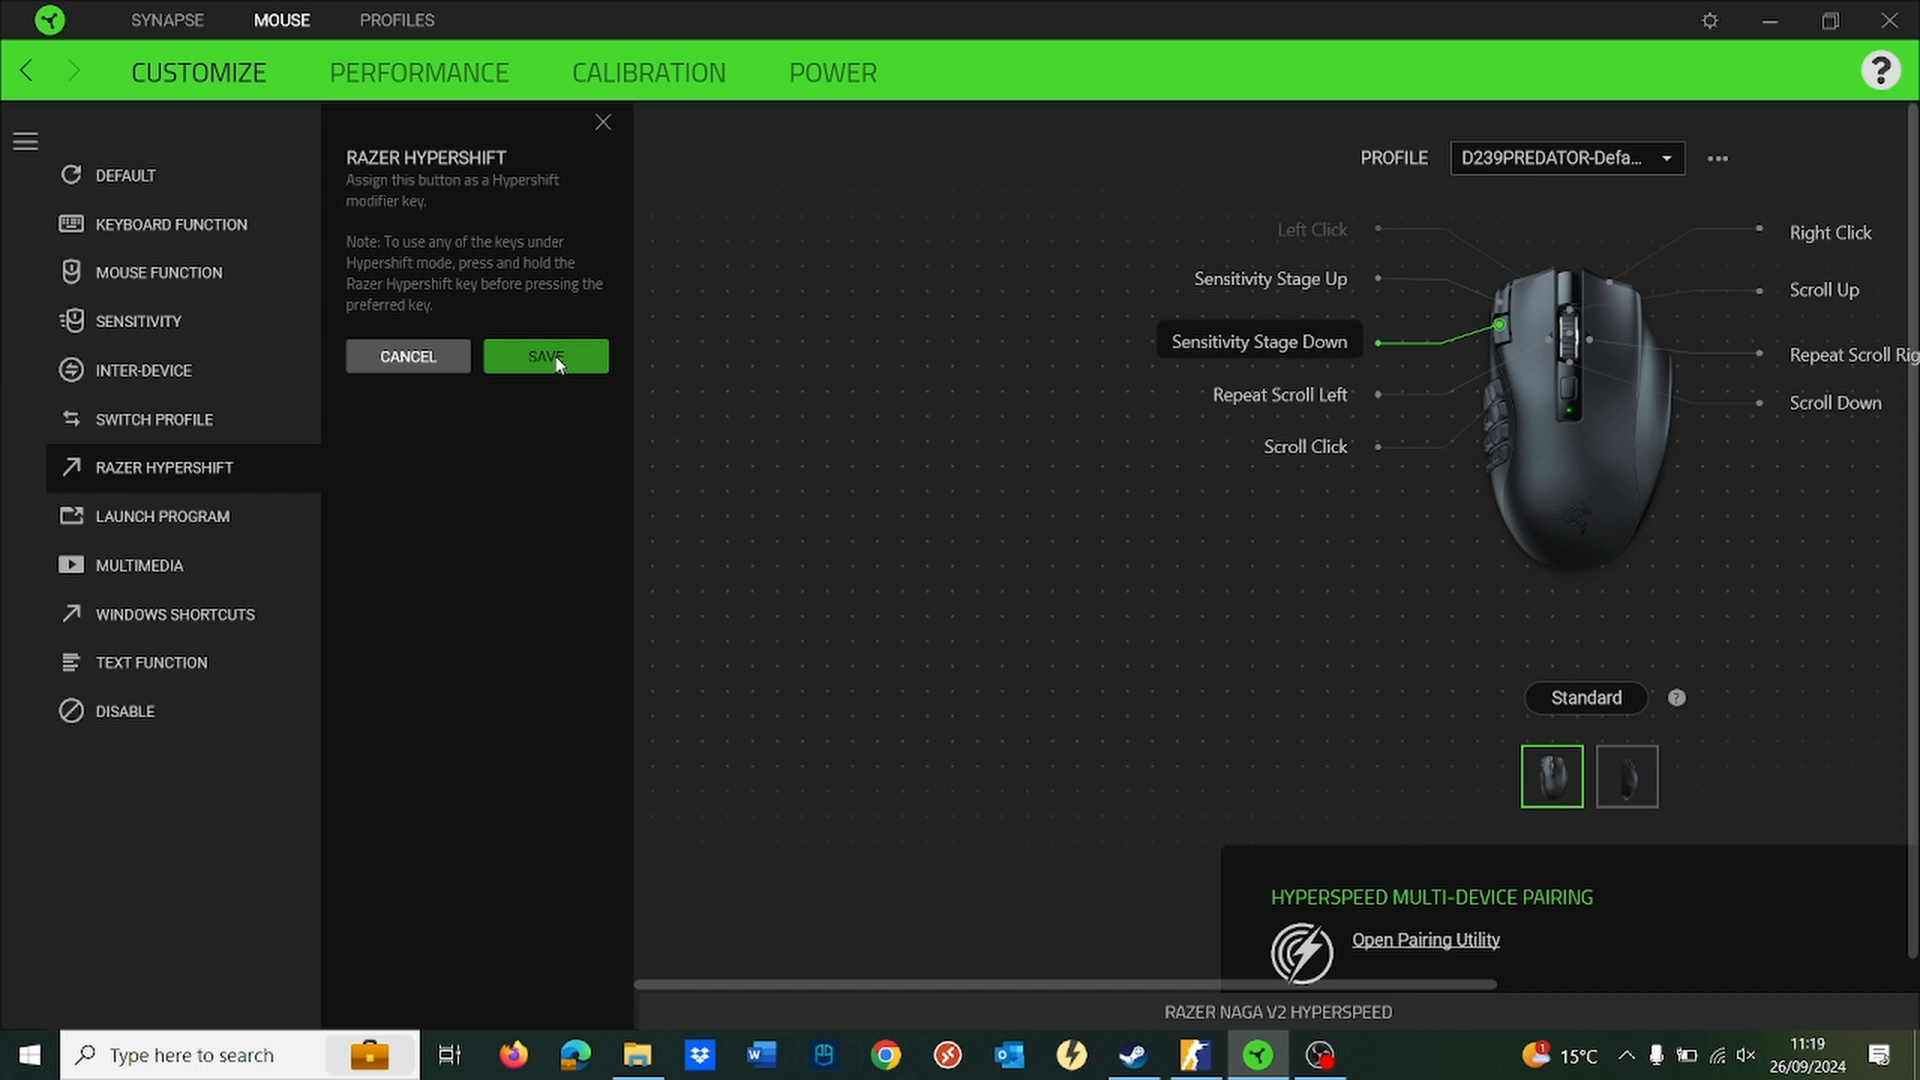 SYNAPSE MOUSE PROFILES
CUSTOMIZE PERFORMANCE CALIBRATION POWER ?
DEFAULT
KEYBOARD FUNCTION
MOUSE FUNCTION
SENSITIVITY
INTER-DEVICE
SWITCH PROFILE
RAZER HYPERSHIFT
LAUNCH PROGRAM
MULTIMEDIA
WINDOWS SHORTCUTS
TEXT FUNCTION
DISABLE
RAZER HYPERSHIFT
Assign this button as a Hypershift
modifier key.
Note: To use any of the keys under
Hypershift mode, press and hold the
Razer Hypershift key before pressing the
preferred key.
CANCEL SAVE
PROFILE D239PREDATOR-Defa...
Left Click
Sensitivity Stage Up
Sensitivity Stage Down
Repeat Scroll Left
Scroll Click
Right Click
Scroll Up
Repeat Scroll Rig
Scroll Down
Standard ?
HYPERSPEED MULTI-DEVICE PAIRING
Open Pairing Utility
RAZER NAGA V2 HYPERSPEED
Type here to search
1 15°C
11:19
26/09/2024